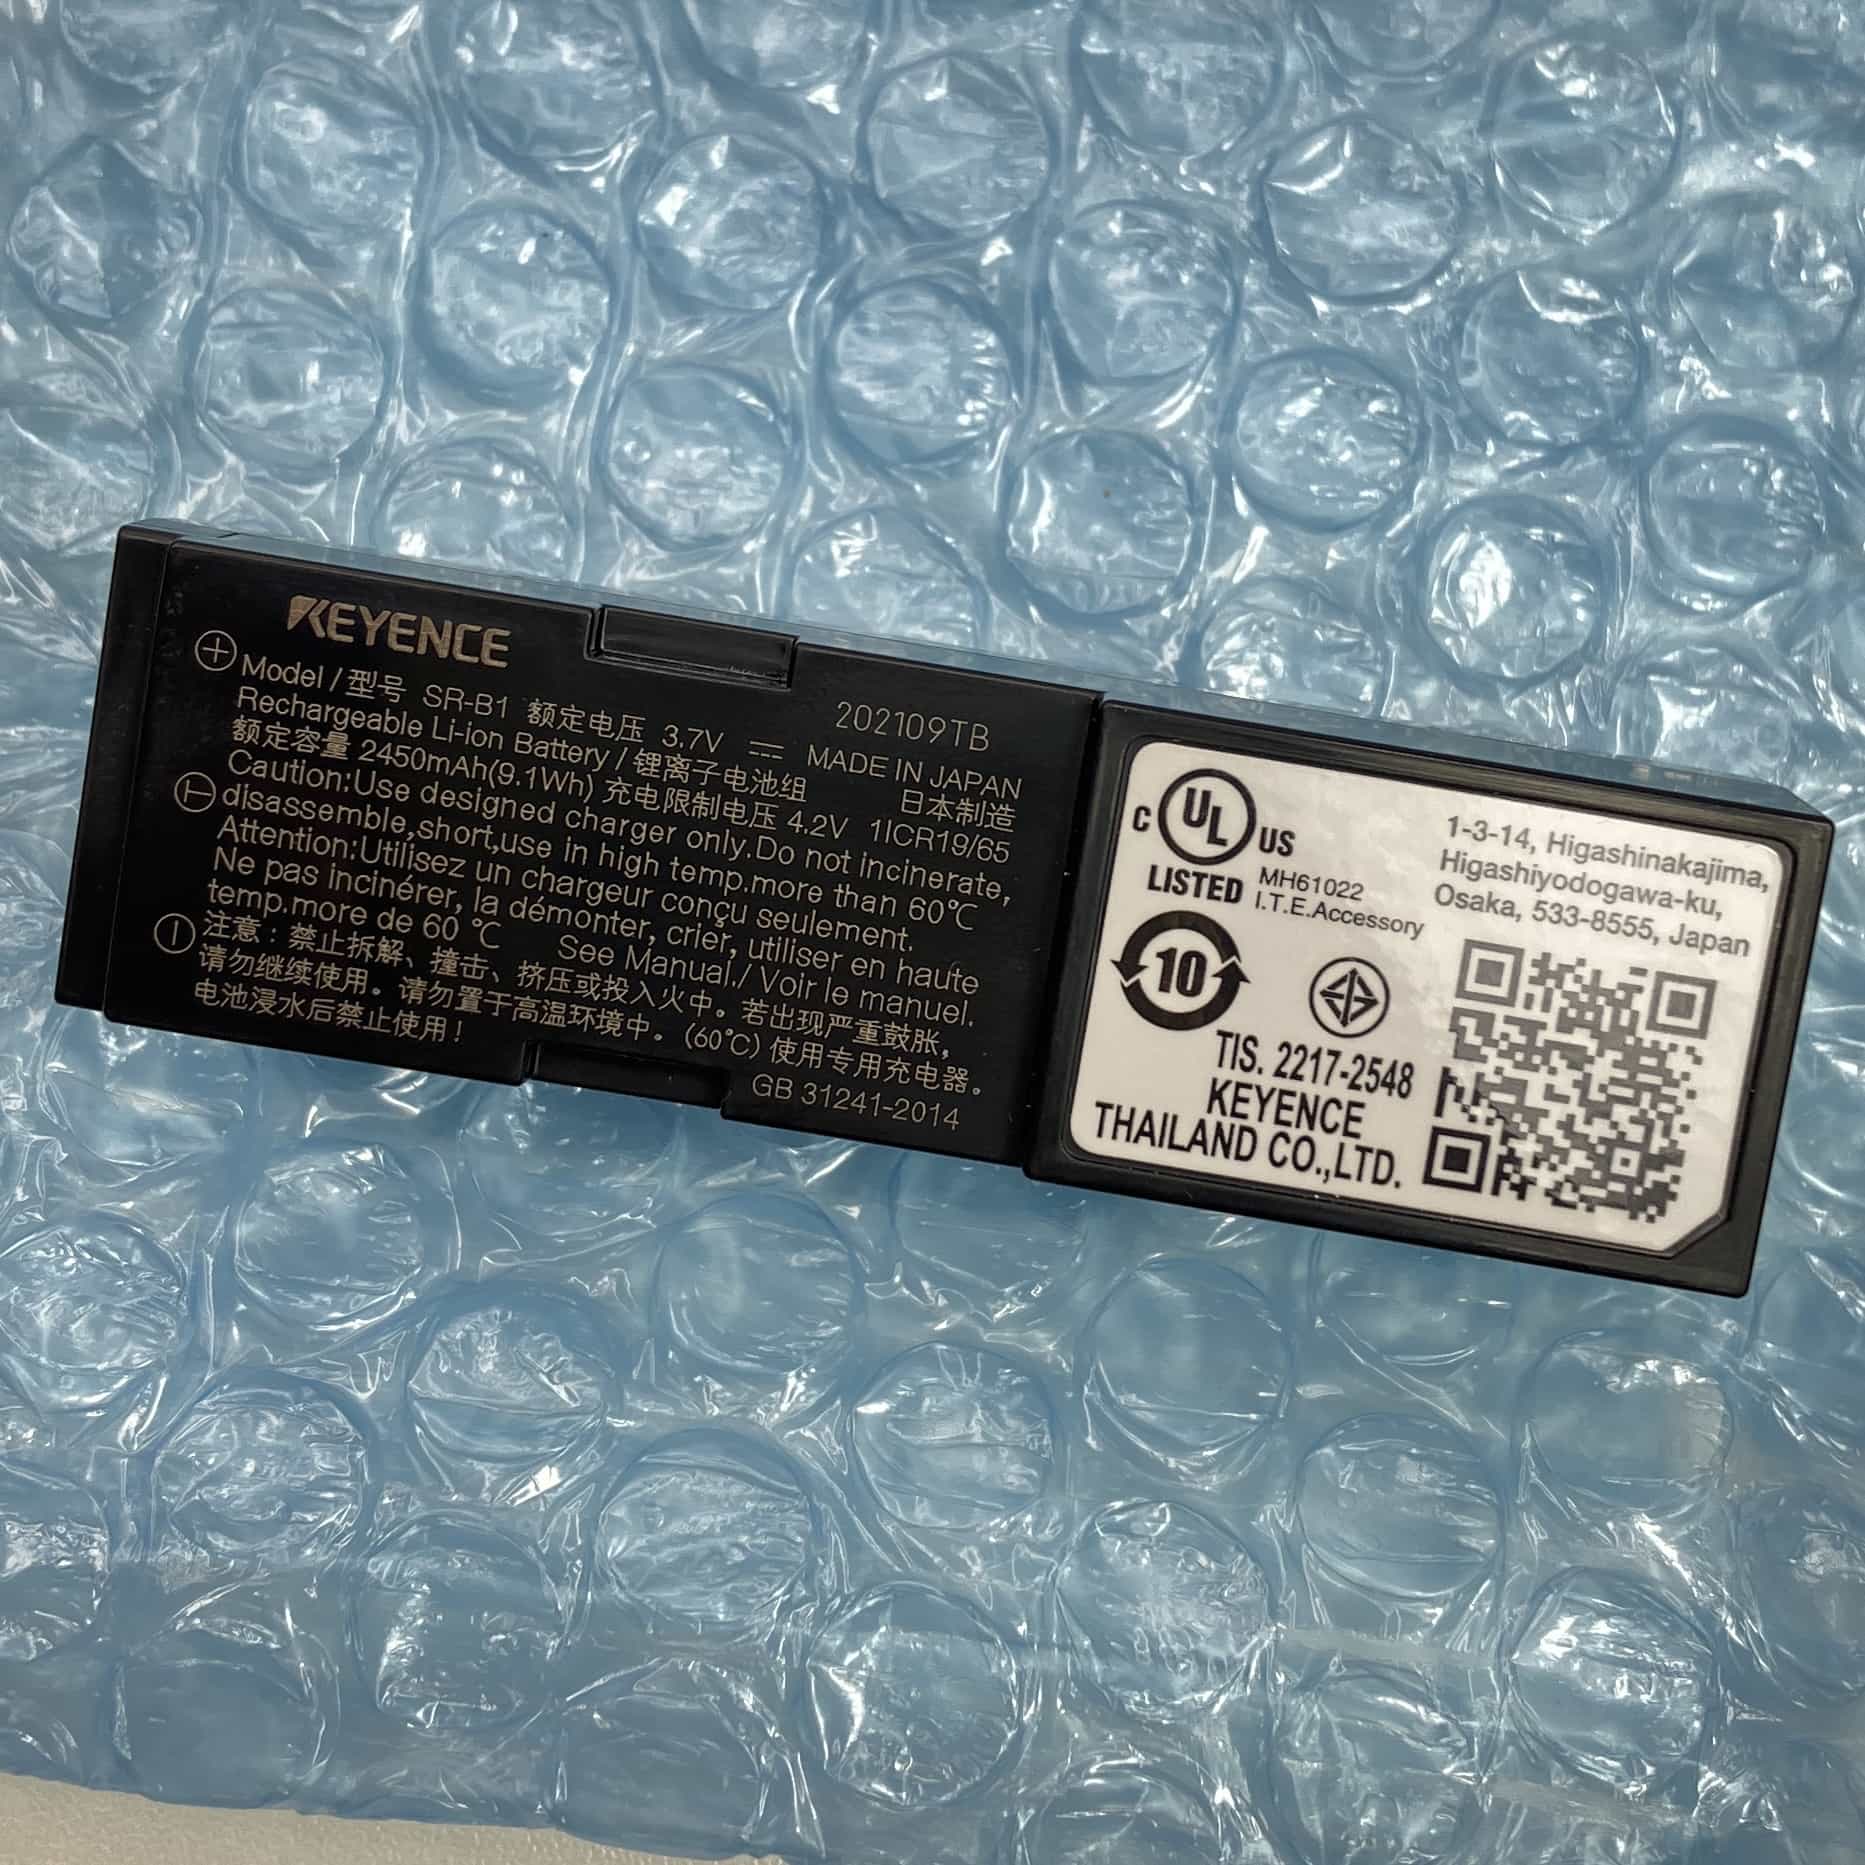 KEYENCE
Model / 型号 SR-B1 额定电压 3.7V ⎓ 202109TB
Rechargeable Li-ion Battery / 锂离子电池组 MADE IN JAPAN
额定容量 2450mAh(9.1Wh) 充电限制电压 4.2V 日本制造
1ICR19/65
Caution:Use designed charger only.Do not incinerate,
disassemble,short,use in high temp.more than 60℃
Attention:Utilisez un chargeur conçu seulement.
Ne pas incinérer, la démonter, crier, utiliser en haute
temp.more de 60 ℃ See Manual./ Voir le manuel.
注意：禁止拆解、撞击、挤压或投入火中。若出现严重鼓胀，
请勿继续使用。请勿置于高温环境中。(60℃) 使用专用充电器。
电池浸水后禁止使用！
GB 31241-2014
C UL US
LISTED MH61022
I.T.E.Accessory
1-3-14, Higashinakajima,
Higashiyodogawa-ku,
Osaka, 533-8555, Japan
10
TIS. 2217-2548
KEYENCE
THAILAND CO.,LTD.